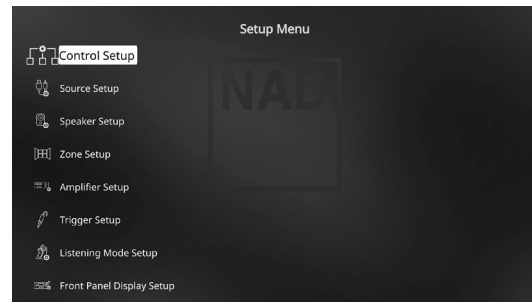 Setup Menu
NAD
Control Setup
Source Setup
Speaker Setup
Zone Setup
Amplifier Setup
Trigger Setup
Listening Mode Setup
Front Panel Display Setup